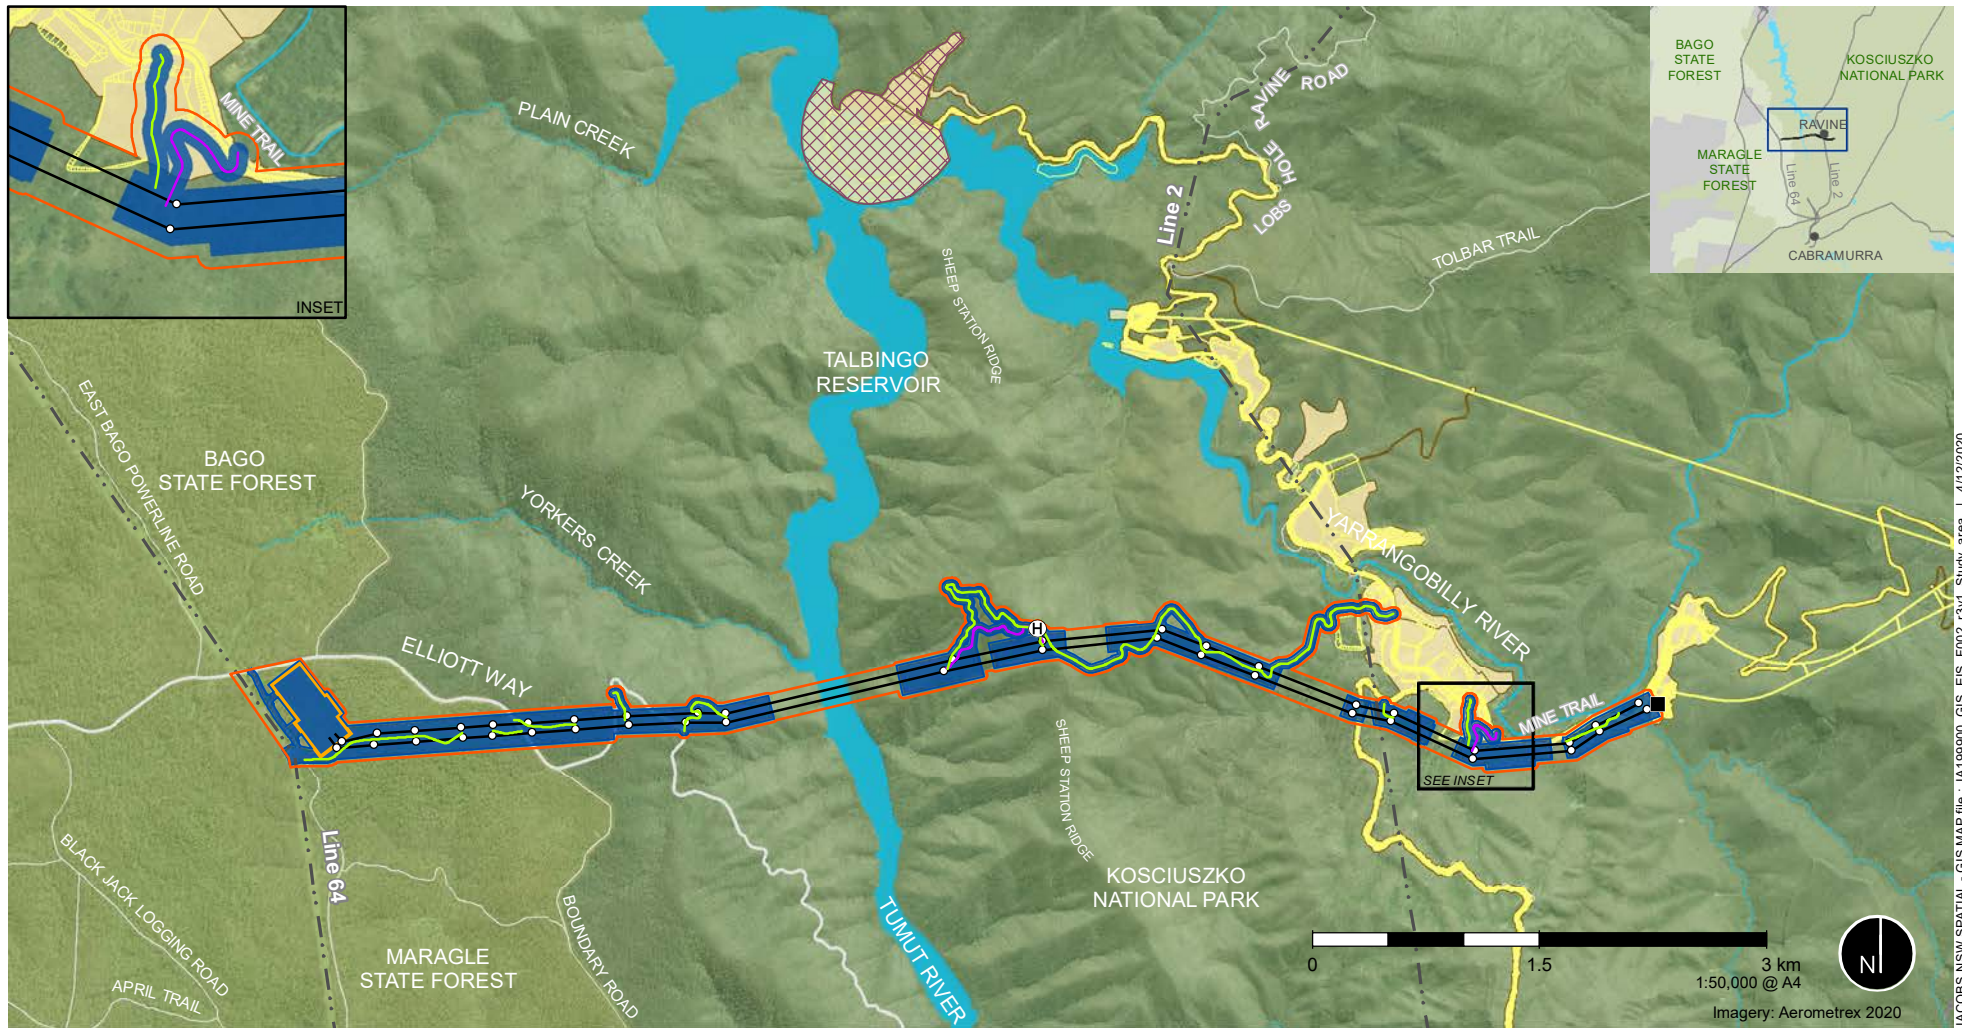 MINE TRAIL
INSET
PLAIN CREEK
RAVINE
ROAD
LOBS
HOLE
Line 2
TOLBAR TRAIL
BAGO
STATE
FOREST
KOSCIUSZKO
NATIONAL PARK
RAVINE
MARAGLE
STATE
FOREST
Line 64
Line 2
CABRAMURRA
SHEEP STATION RIDGE
TALBINGO
RESERVOIR
EAST BAGO POWERLINE ROAD
BAGO
STATE FOREST
YORKERS CREEK
YARRANGOBILLY RIVER
ELLIOTT WAY
H
MINE TRAIL
SEE INSET
SHEEP STATION RIDGE
Line 64
BLACK JACK LOGGING ROAD
APRIL TRAIL
MARAGLE
STATE FOREST
BOUNDARY ROAD
TUMUT RIVER
KOSCIUSZKO
NATIONAL PARK
0 1.5 3 km
1:50,000 @ A4
N
Imagery: Aerometrex 2020